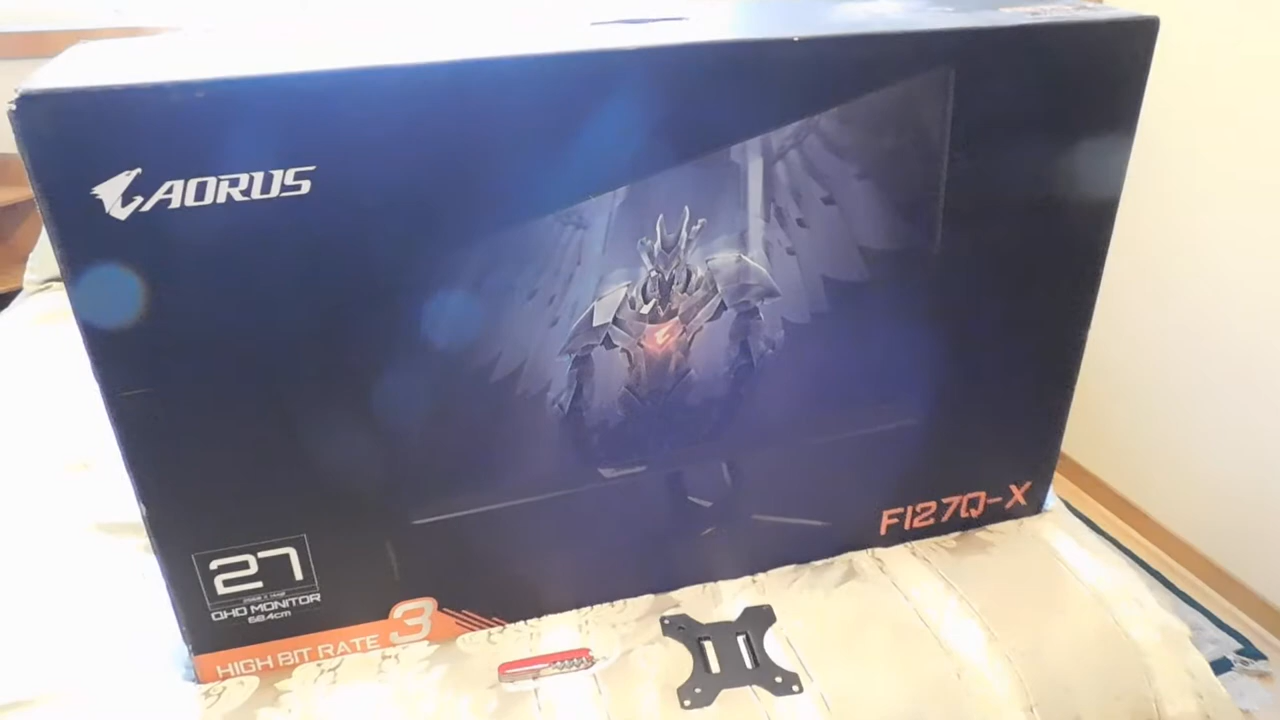 AORUS
27
QHD MONITOR
68.4cm
HIGH BIT RATE 3
FI27Q-X